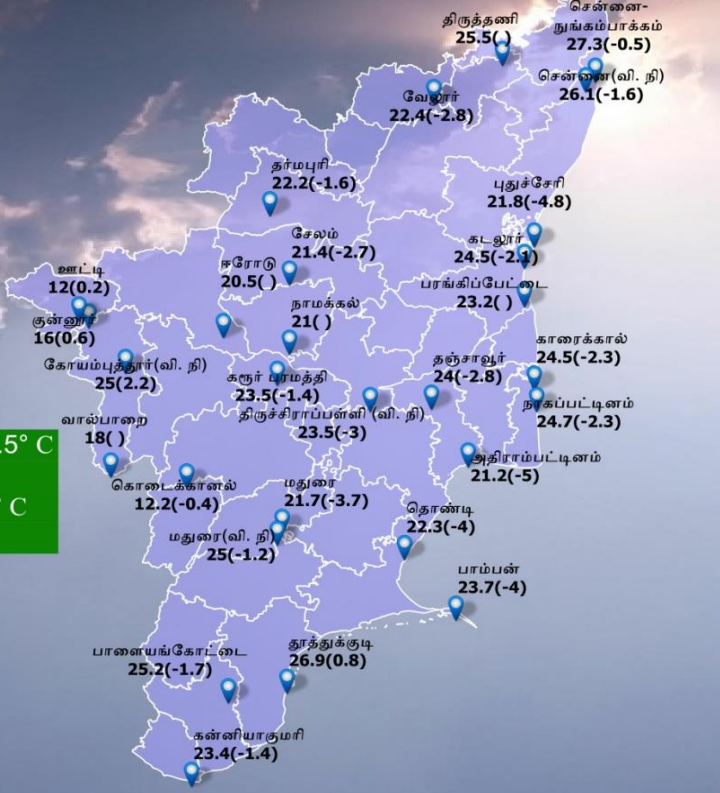 சென்னை-
நுங்கம்பாக்கம்
27.3(-0.5)
திருத்தணி
25.5( )
சென்னை(வி. நி)
26.1(-1.6)
வேலூர்
22.4(-2.8)
தர்மபுரி
22.2(-1.6)
புதுச்சேரி
21.8(-4.8)
சேலம்
21.4(-2.7)
கடலூர்
24.5(-2.1)
ஈரோடு
20.5( )
ஊட்டி
12(0.2)
பரங்கிப்பேட்டை
23.2( )
நாமக்கல்
21( )
குன்னூர்
16(0.6)
காரைக்கால்
24.5(-2.3)
கோயம்புத்தூர்(வி. நி)
25(2.2)
தஞ்சாவூர்
24(-2.8)
கரூர் பரமத்தி
23.5(-1.4)
நாகப்பட்டினம்
24.7(-2.3)
திருச்சிராப்பள்ளி (வி. நி)
23.5(-3)
வால்பாறை
18( )
.5° C
° C
அதிராம்பட்டினம்
21.2(-5)
கொடைக்கானல்
12.2(-0.4)
மதுரை
21.7(-3.7)
தொண்டி
22.3(-4)
மதுரை(வி. நி)
25(-1.2)
பாம்பன்
23.7(-4)
பாளையங்கோட்டை
25.2(-1.7)
தூத்துக்குடி
26.9(0.8)
கன்னியாகுமரி
23.4(-1.4)